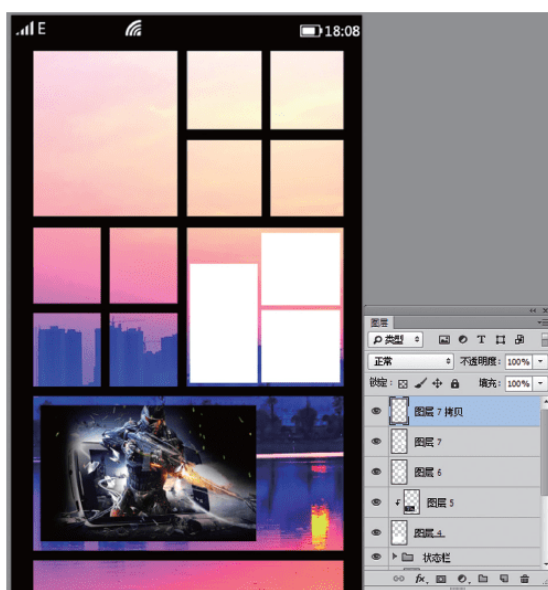 E 18:08
图层
类型 T
正常 不透明度: 100%
锁定: 填充: 100%
图层 7 拷贝
图层 7
图层 6
图层 5
图层 4
状态栏
fx